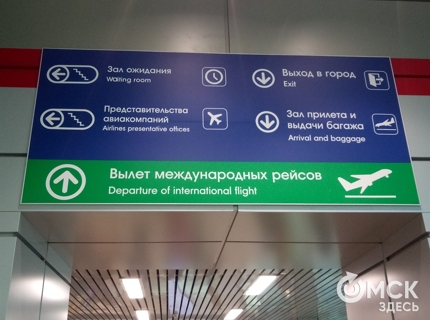 Зал ожидания
Waiting room
Выход в город
Exit
Представительства
авиакомпаний
Airlines presentative offices
Зал прилета и
выдачи багажа
Arrival and baggage
Вылет международных рейсов
Departure of international flight
ОМСК
ЗДЕСЬ